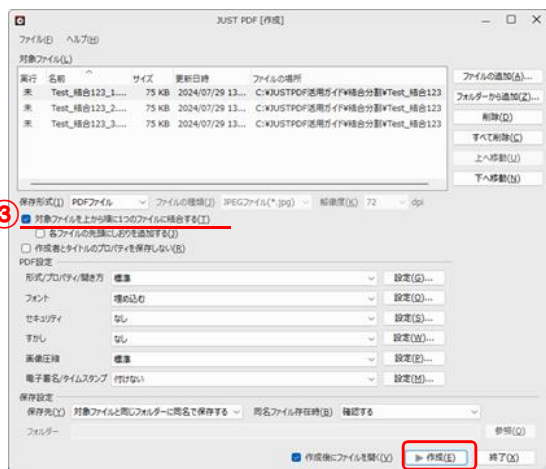 JUST PDF [作成]
ファイル(F) ヘルプ(H)
対象ファイル(L)
実行 名前 サイズ 更新日時 ファイルの場所
未 Test_結合123_1.... 75 KB 2024/07/29 13... C:¥JUSTPDF活用ガイド¥結合分割¥Test_結合123
未 Test_結合123_2.... 75 KB 2024/07/29 13... C:¥JUSTPDF活用ガイド¥結合分割¥Test_結合123
未 Test_結合123_3.... 75 KB 2024/07/29 13... C:¥JUSTPDF活用ガイド¥結合分割¥Test_結合123
ファイルの追加(A)...
フォルダーから追加(Z)...
削除(D)
すべて削除(C)
上へ移動(U)
下へ移動(N)
保存形式(I) PDFファイル ファイルの種類(J) JPEGファイル(*.jpg) 解像度(K) 72 dpi
③ 対象ファイルを上から順に1つのファイルに結合する(T)
各ファイルの先頭にしおりを追加する(J)
作成者とタイトルのプロパティを保存しない(R)
PDF設定
形式/プロパティ/開き方 標準 設定(G)...
フォント 埋め込む 設定(O)...
セキュリティ なし 設定(S)...
すかし なし 設定(W)...
画像圧縮 標準 設定(P)...
電子署名/タイムスタンプ 付けない 設定(M)...
保存設定
保存先(Y) 対象ファイルと同じフォルダーに同名で保存する 同名ファイル存在時(B) 確認する
フォルダー 参照(Q)
作成後にファイルを開く(V) ▶ 作成(E) 終了(X)